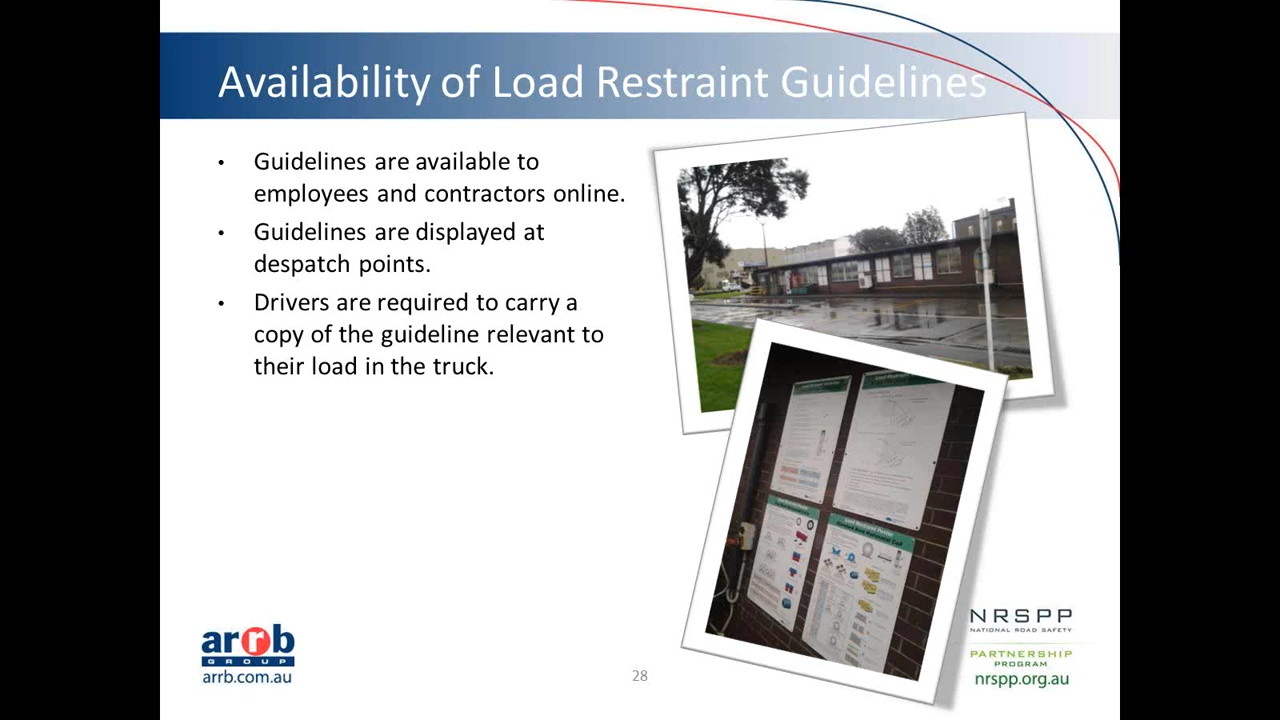 Availability of Load Restraint Guidelines
• Guidelines are available to
employees and contractors online.
• Guidelines are displayed at
despatch points.
• Drivers are required to carry a
copy of the guideline relevant to
their load in the truck.
arrb
GROUP
arrb.com.au
28
NRSPP
NATIONAL ROAD SAFETY
PARTNERSHIP
PROGRAM
nrspp.org.au